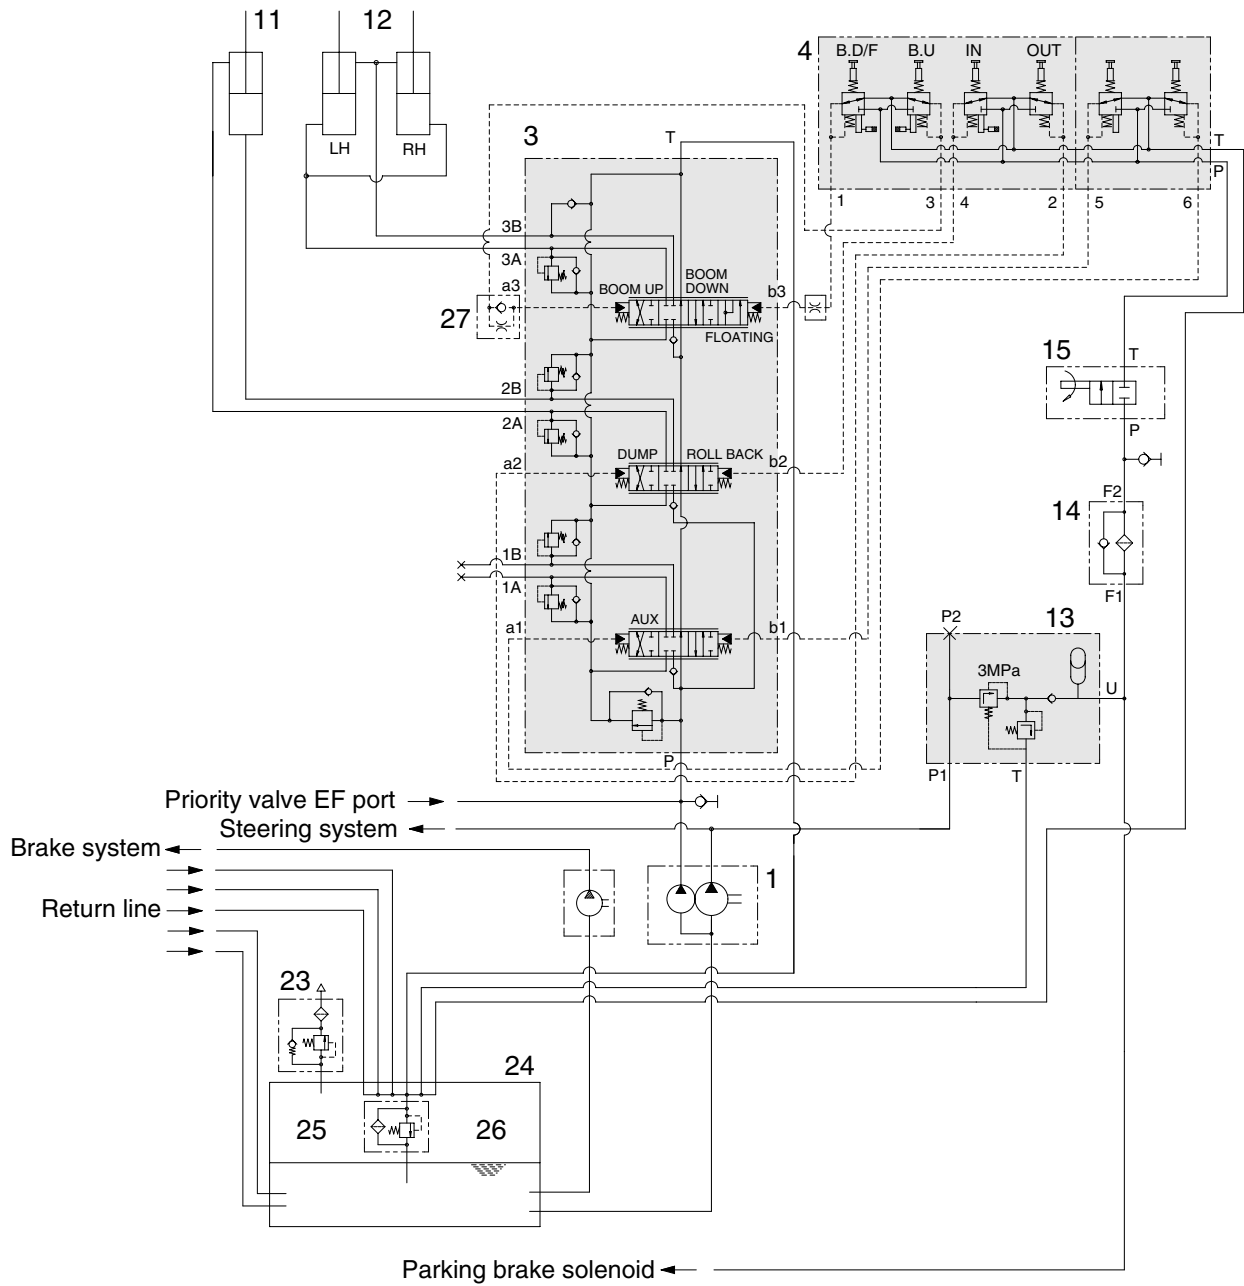 11
12
4
B.D/F
B.U
IN
OUT
3
T
LH
RH
T
P
1
3
4
2
5
6
3B
3A
a3
BOOM UP
BOOM
DOWN
b3
27
FLOATING
15
T
2B
2A
P
DUMP
ROLL BACK
a2
b2
F2
14
1B
1A
F1
AUX
a1
b1
P2
13
3MPa
U
P
P1
T
Priority valve EF port
Steering system
Brake system
1
Return line
23
24
25
26
Parking brake solenoid